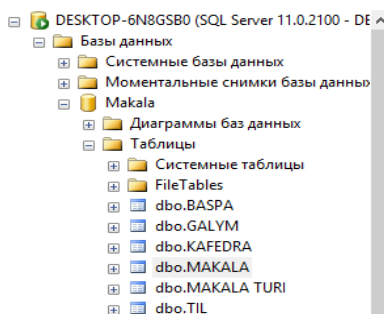 DESKTOP-6N8GSB0 (SQL Server 11.0.2100 - DE
Базы данных
Системные базы данных
Моментальные снимки базы данных
Makala
Диаграммы баз данных
Таблицы
Системные таблицы
FileTables
dbo.BASPA
dbo.GALYM
dbo.KAFEDRA
dbo.MAKALA
dbo.MAKALA TURI
dbo.TIL